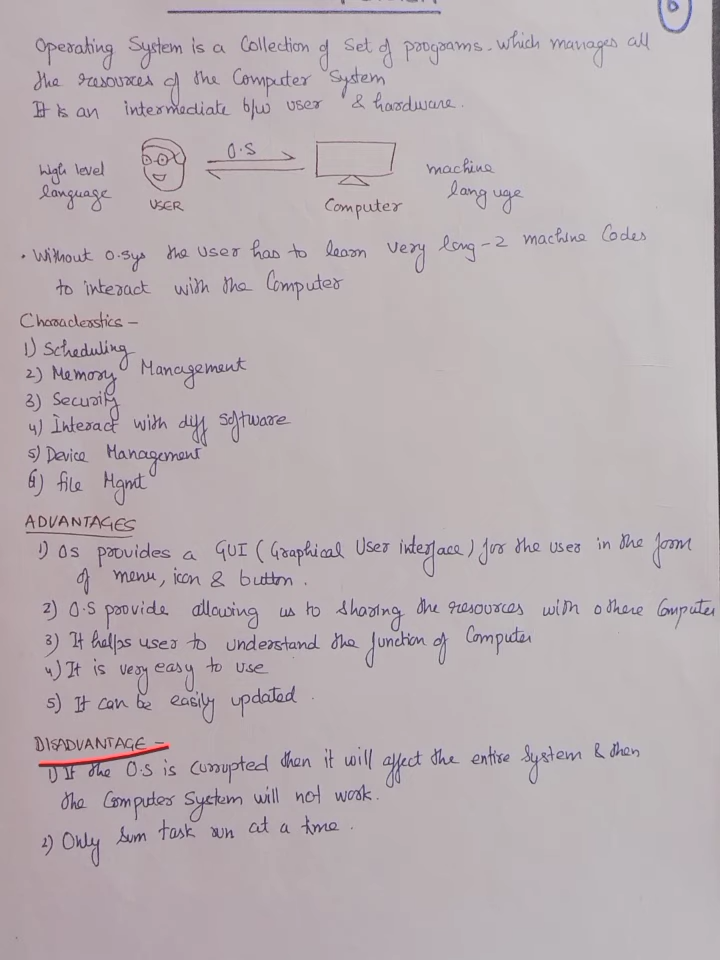 Operating System is a Collection of Set of programs. which manages all
the resources of the Computer System
It is an intermediate b/w user & hardware.
O.S
high level
language
USER
Computer
machine
languge
• Without O.Sys the user has to learn very long-2 machine Codes
to interact with the Computer
Characterstics -
1) Scheduling
2) Memory Management
3) Security
4) Interact with diff software
5) Device Management
6) file Mgmt
ADVANTAGES
1) OS provides a GUI (Graphical User interface) for the user in the form
of menu, icon & button.
2) O.S provide allowing us to sharing the resources with othere Computer
3) It helps user to understand the function of Computer
4) It is very easy to use
5) It can be easily updated.
DISADVANTAGE -
1) If the O.S is currupted then it will affect the entire System & then
the Computer System will not work.
2) Only sum task run at a time.